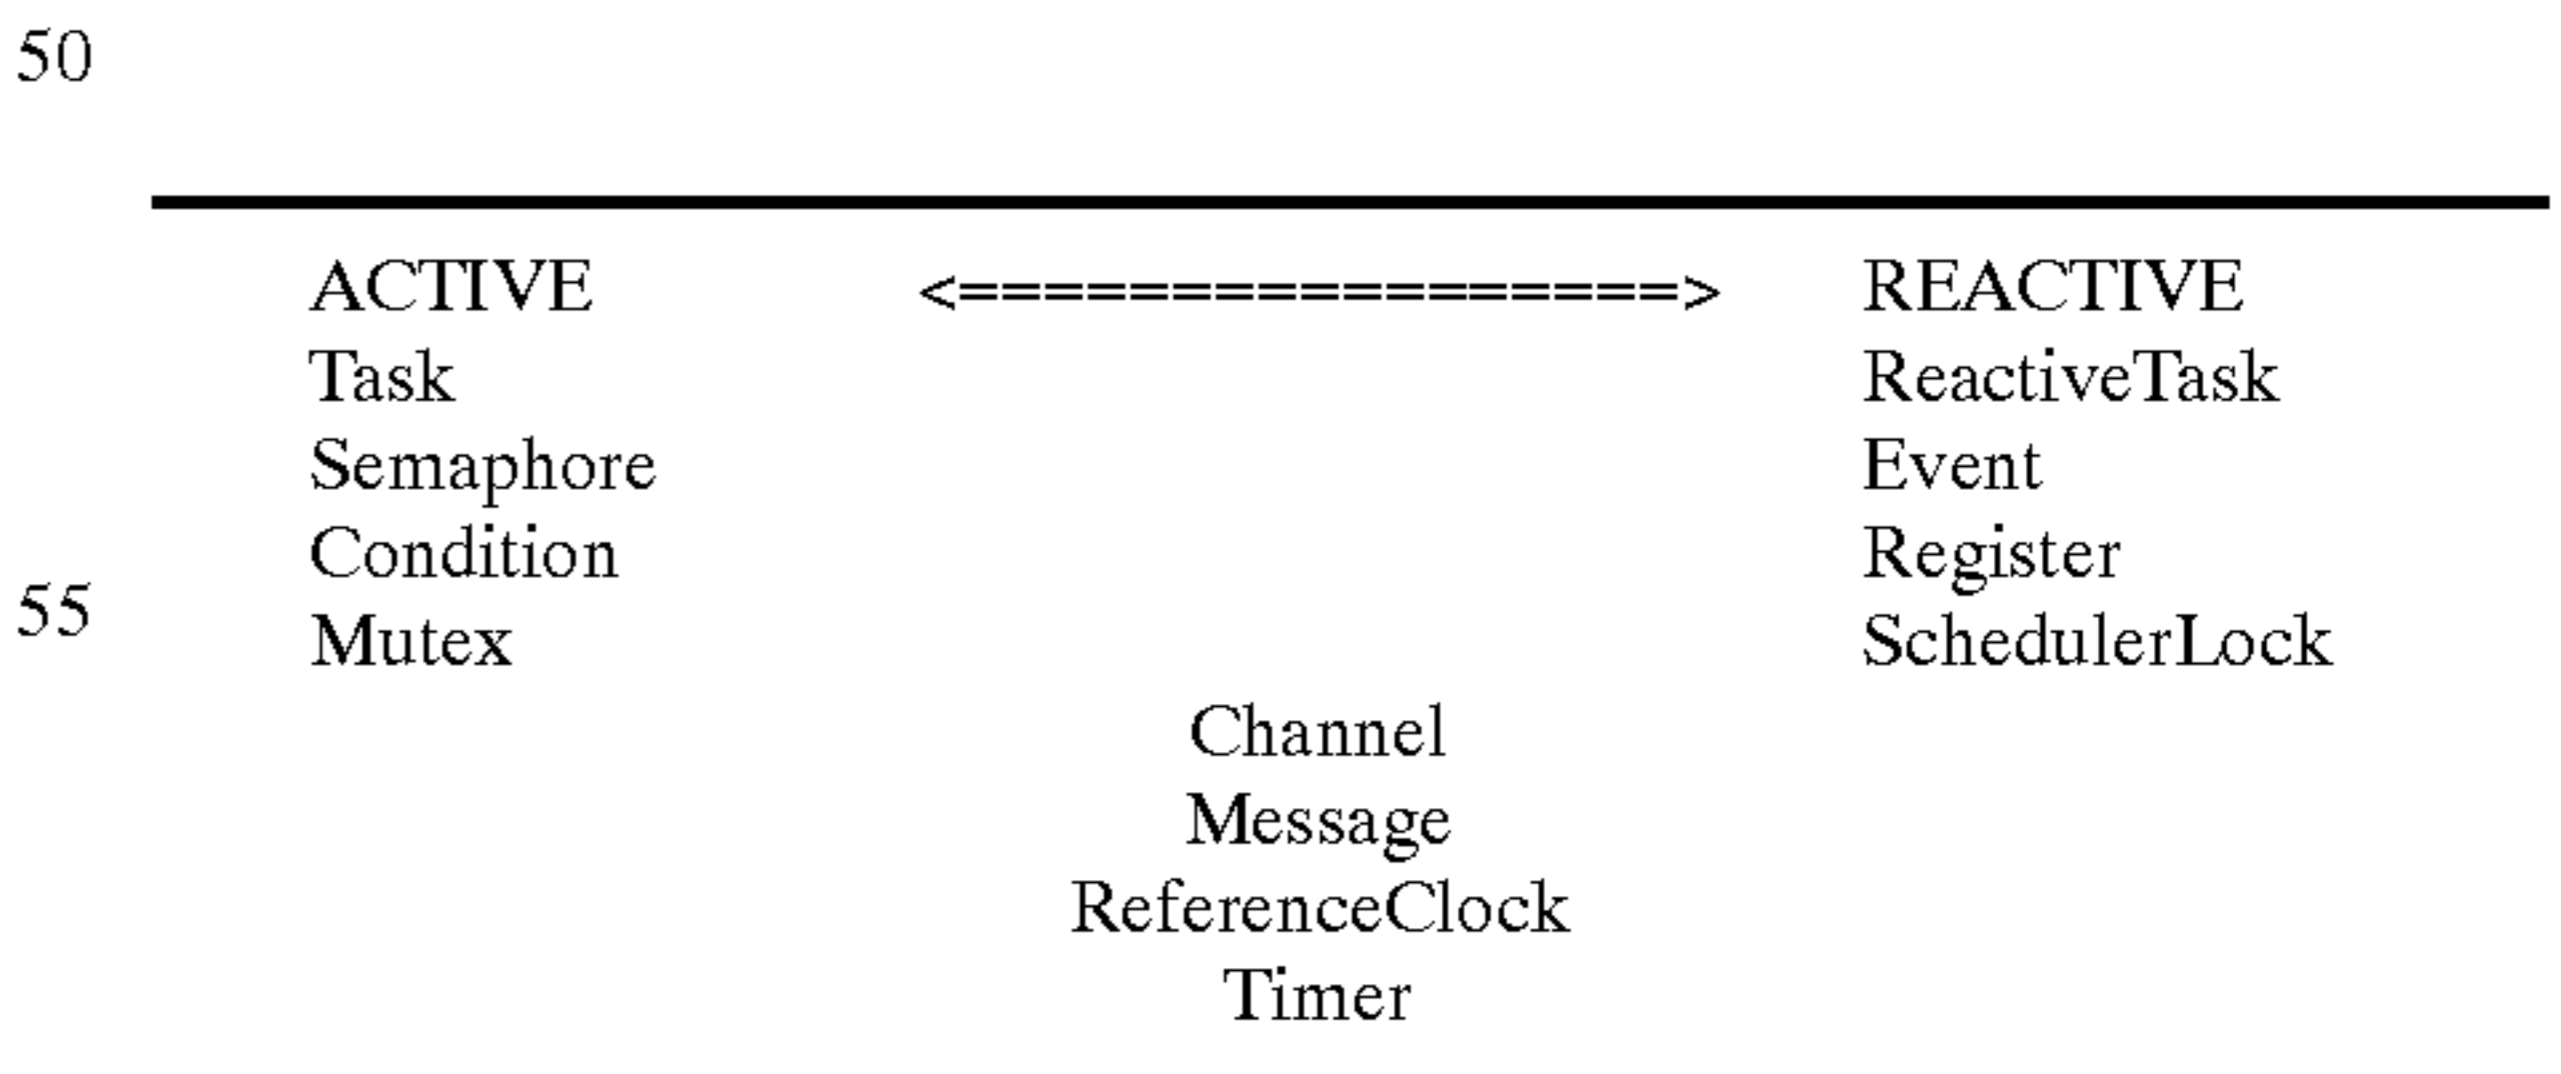 50
ACTIVE <=================> REACTIVE
Task ReactiveTask
Semaphore Event
Condition Register
55
Mutex SchedulerLock
Channel
Message
ReferenceClock
Timer